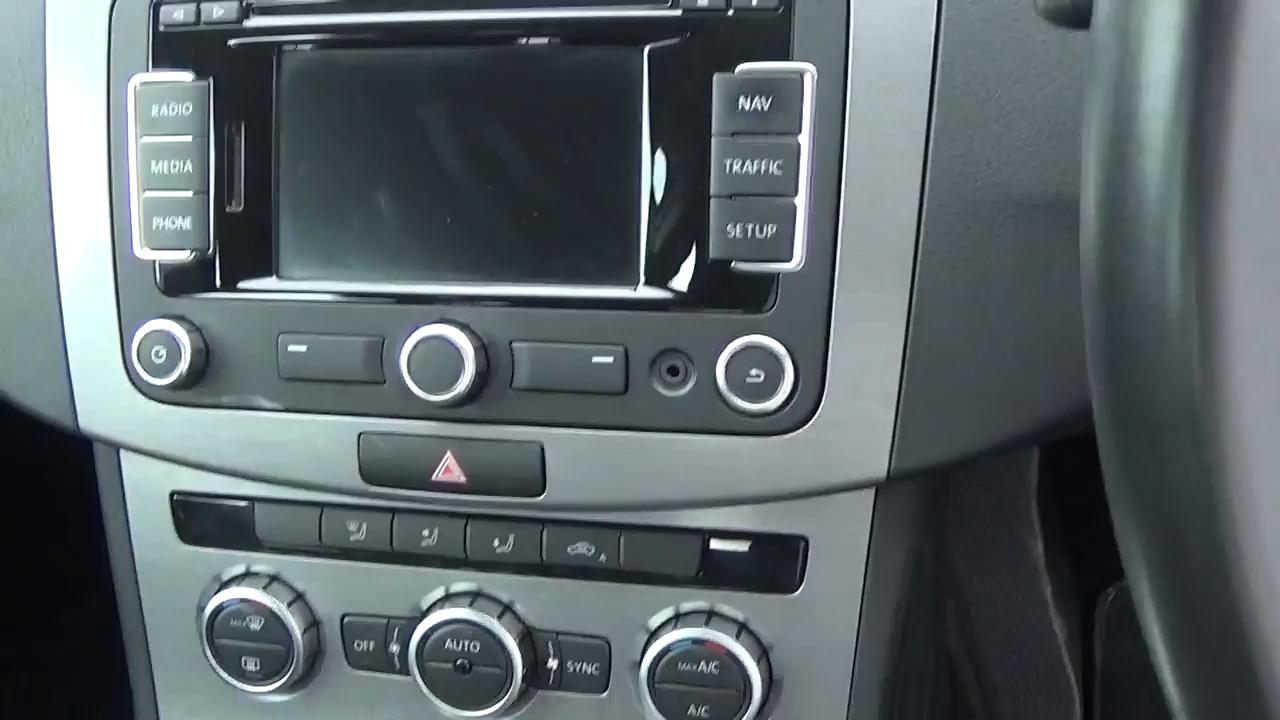 RADIO
MEDIA
PHONE
NAV
TRAFFIC
SETUP
MAX
OFF
AUTO
SYNC
MAX A/C
A/C
A